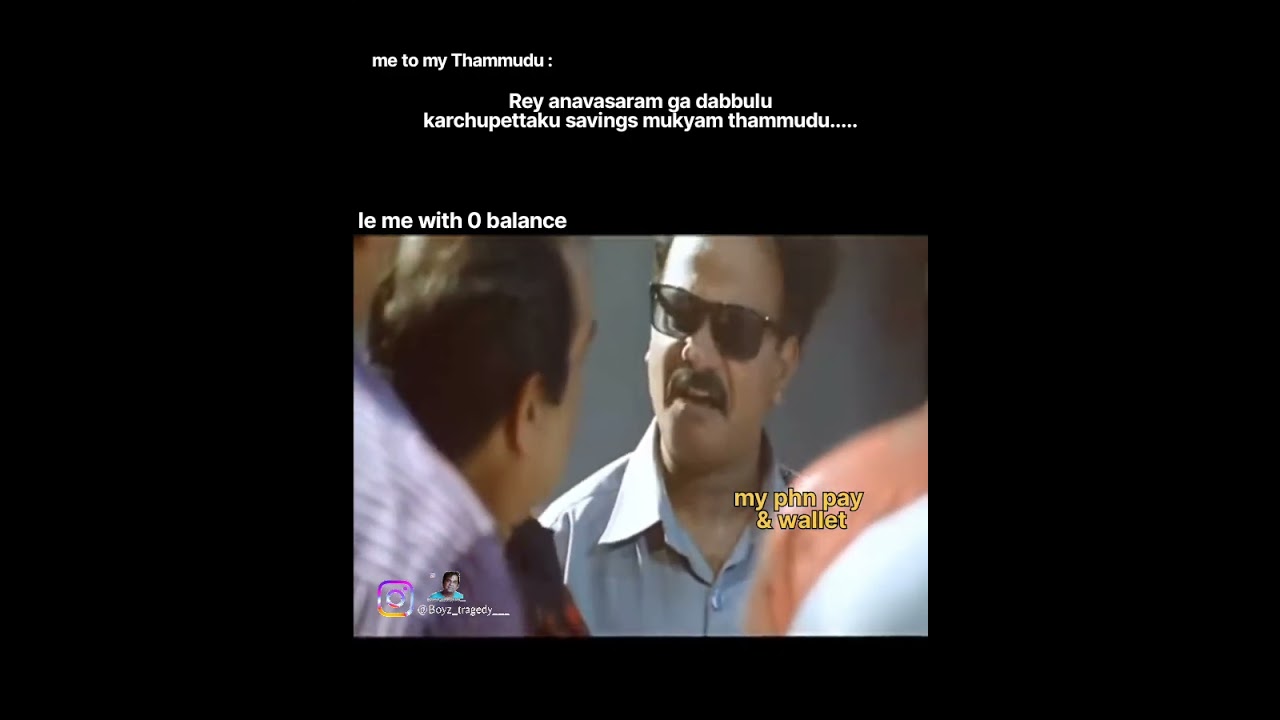 me to my Thammudu :
Rey anavasaram ga dabbulu
karchupettaku savings mukyam thammudu.....
le me with 0 balance
my phn pay
& wallet
@Boyz_tragedy___